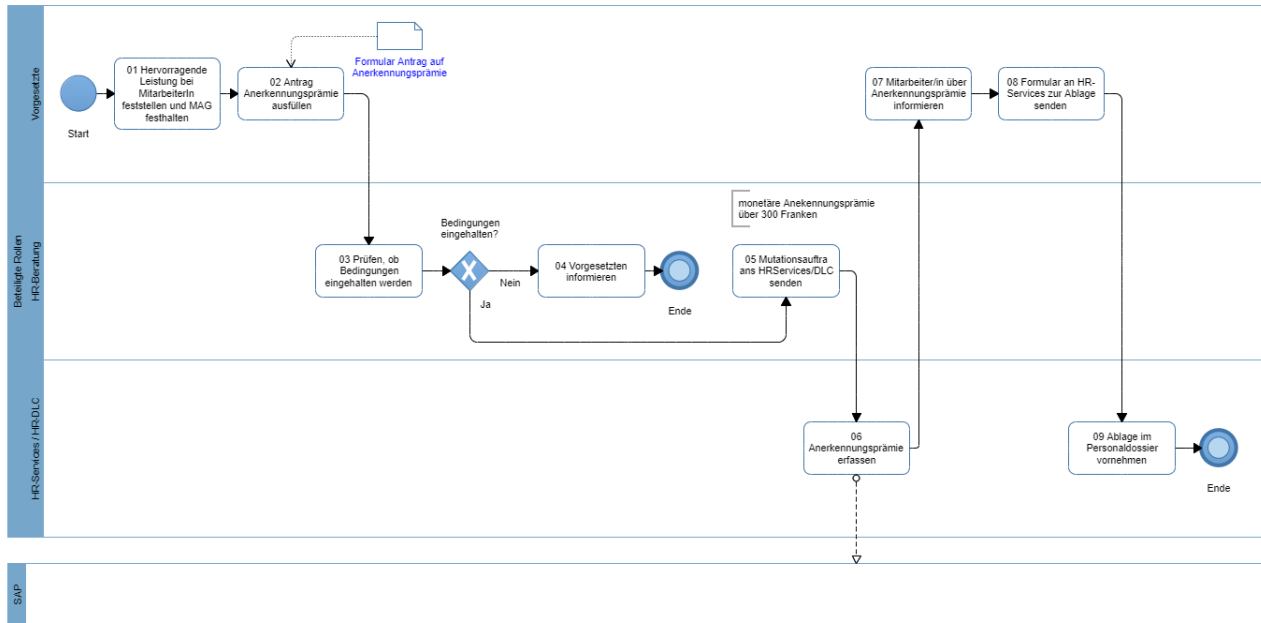 Beteiligte Rollen
Vorgesetzte
Start
01 Hervorragende
Leistung bei
MitarbeiterIn
feststellen und MAG
festhalten
02 Antrag
Anerkennungsprämie
ausfüllen
Formular Antrag auf
Anerkennungsprämie
07 Mitarbeiter/in über
Anerkennungsprämie
informieren
08 Formular an HR-
Services zur Ablage
senden
HR-Beratung
03 Prüfen, ob
Bedingungen
eingehalten werden
Bedingungen
eingehalten?
Nein
Ja
04 Vorgesetzten
informieren
Ende
monetäre Anekennungsprämie
über 300 Franken
05 Mutationsauftra
ans HRServices/DLC
senden
HR-Services / HR-DLC
06
Anerkennungsprämie
erfassen
09 Ablage im
Personaldossier
vornehmen
Ende
SAP